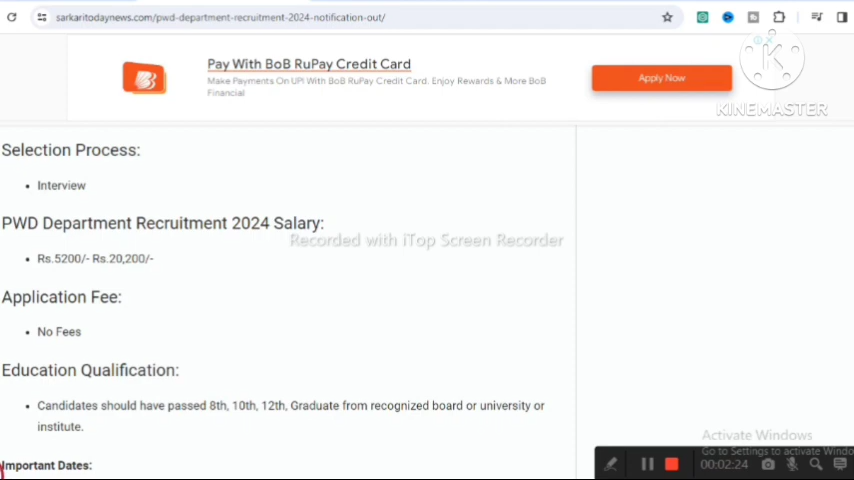 sarkaritodaynews.com/pwd-department-recruitment-2024-notification-out/
Pay With BoB RuPay Credit Card
Make Payments On UPI With BoB RuPay Credit Card. Enjoy Rewards & More BoB
Financial
Apply Now
K
KINEMASTER
Selection Process:
• Interview
PWD Department Recruitment 2024 Salary:
Recorded with iTop Screen Recorder
• Rs.5200/- Rs.20,200/-
Application Fee:
• No Fees
Education Qualification:
• Candidates should have passed 8th, 10th, 12th, Graduate from recognized board or university or
institute.
Activate Windows
Go to Settings to activate Window
Important Dates:
00:02:24